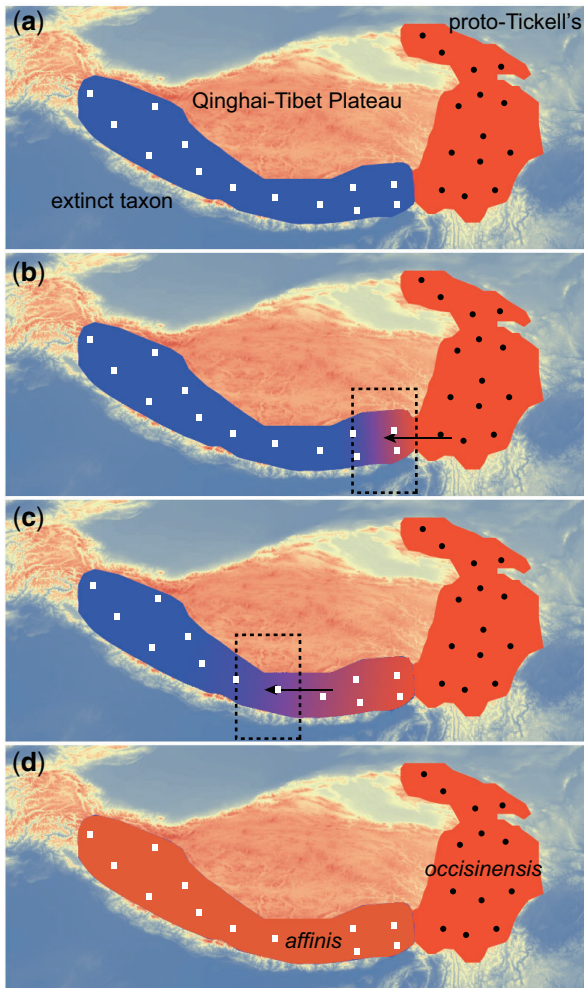 (a)
proto-Tickell's
Qinghai-Tibet Plateau
extinct taxon
(b)
(c)
(d)
occisinensis
affinis